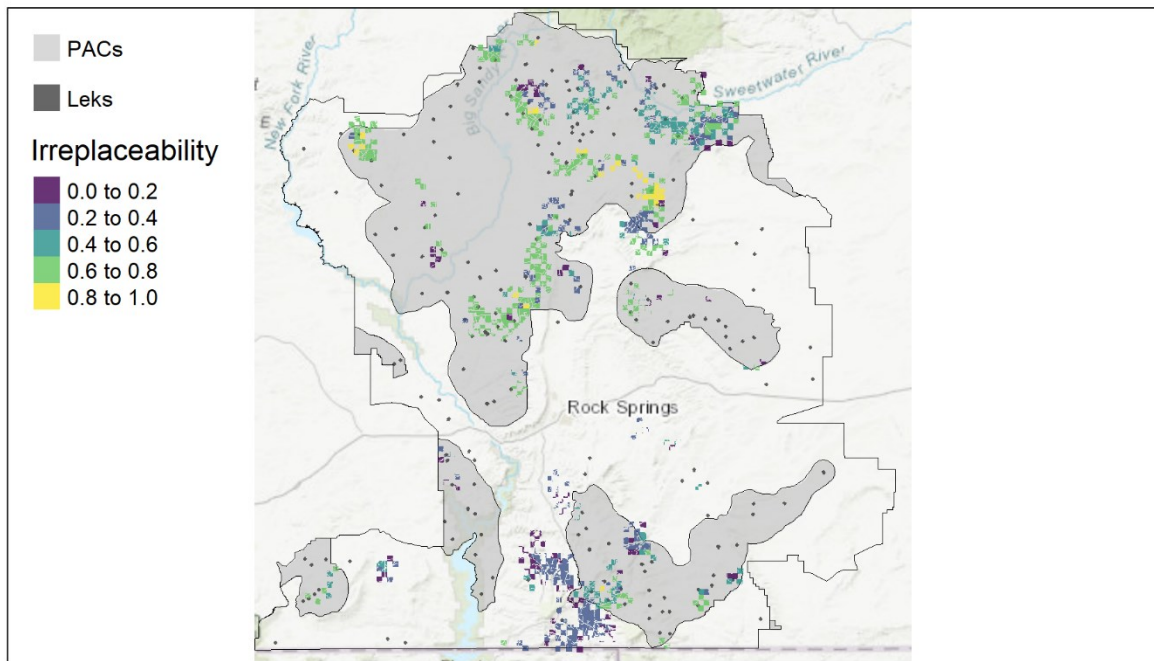 PACs
Leks
Irreplaceability
0.0 to 0.2
0.2 to 0.4
0.4 to 0.6
0.6 to 0.8
0.8 to 1.0
New Fork River
Big Sandy River
Sweetwater River
Rock Springs